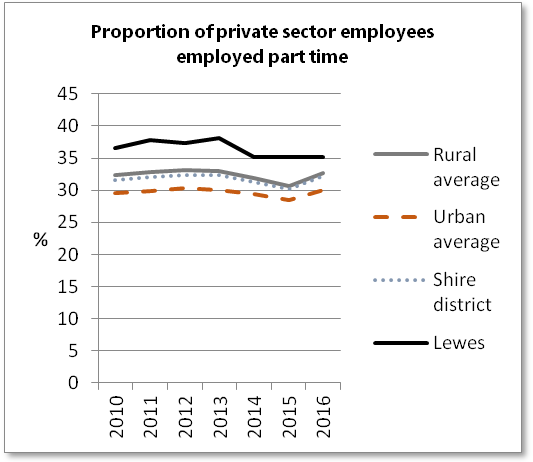 Proportion of private sector employees
employed part time
45
40
35
30
25
20
15
10
5
0
%
2010
2011
2012
2013
2014
2015
2016
Rural
average
Urban
average
Shire
district
Lewes